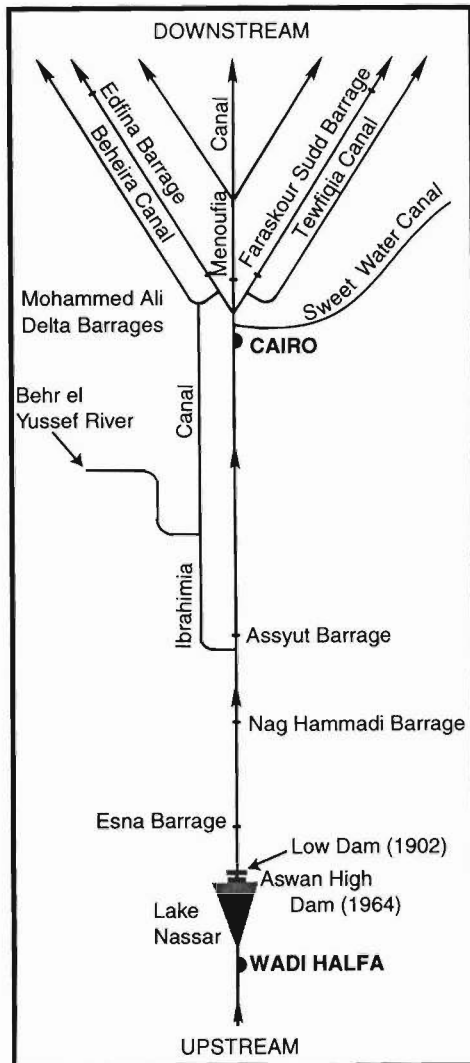 DOWNSTREAM
Edfina Barrage
Beheira Canal
Menoufia Canal
Faraskour Sudd Barrage
Tewfiqia Canal
Sweet Water Canal
Mohammed Ali
Delta Barrages
CAIRO
Behr el
Yussef River
Ibrahimia Canal
Assyut Barrage
Nag Hammadi Barrage
Esna Barrage
Low Dam (1902)
Aswan High
Dam (1964)
Lake
Nassar
WADI HALFA
UPSTREAM